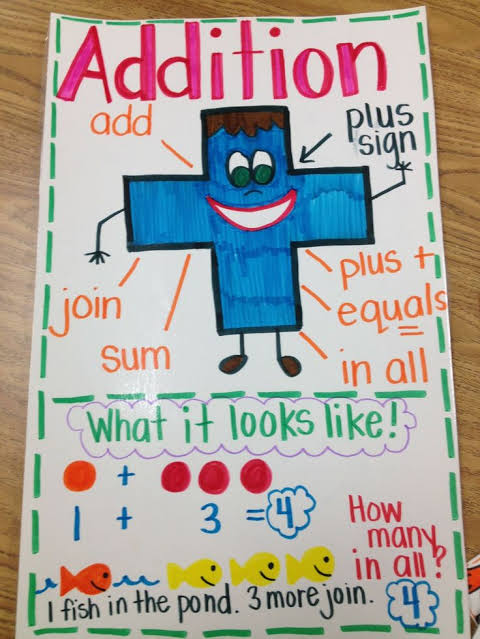 Addition
add
plus
sign
join
sum
plus +
equals
=
in all
What it looks like!
+
1 + 3 = 4
How
many
in all?
1 fish in the pond. 3 more join.
4